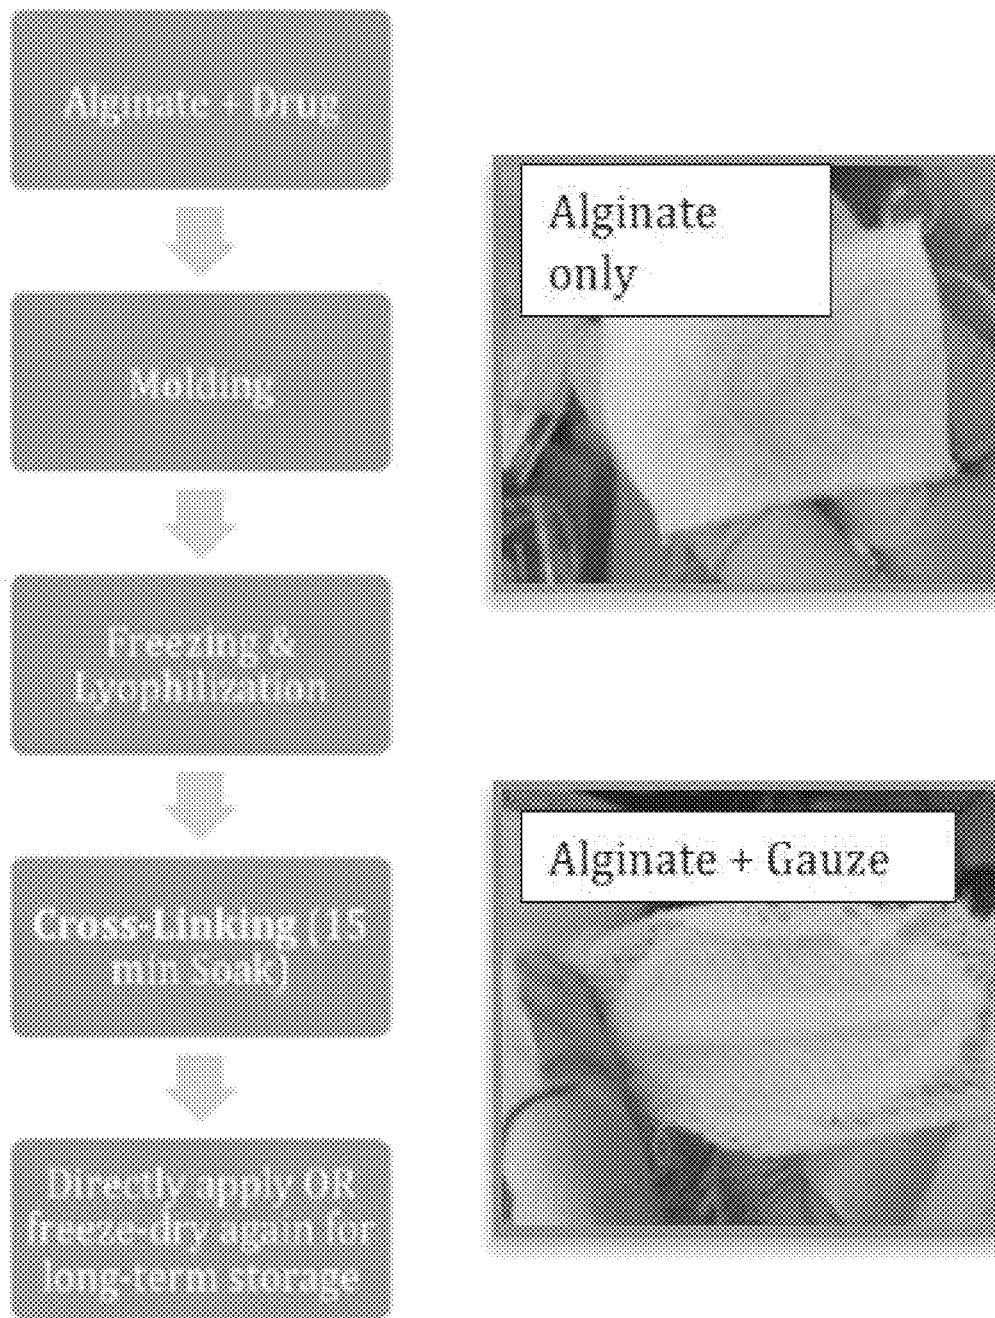 Alginate + Drug
Molding
Freezing &
Lyophilization
Cross-Linking (15
min Soak)
Directly apply OR
freeze-dry again for
long-term storage
Alginate
only
Alginate + Gauze